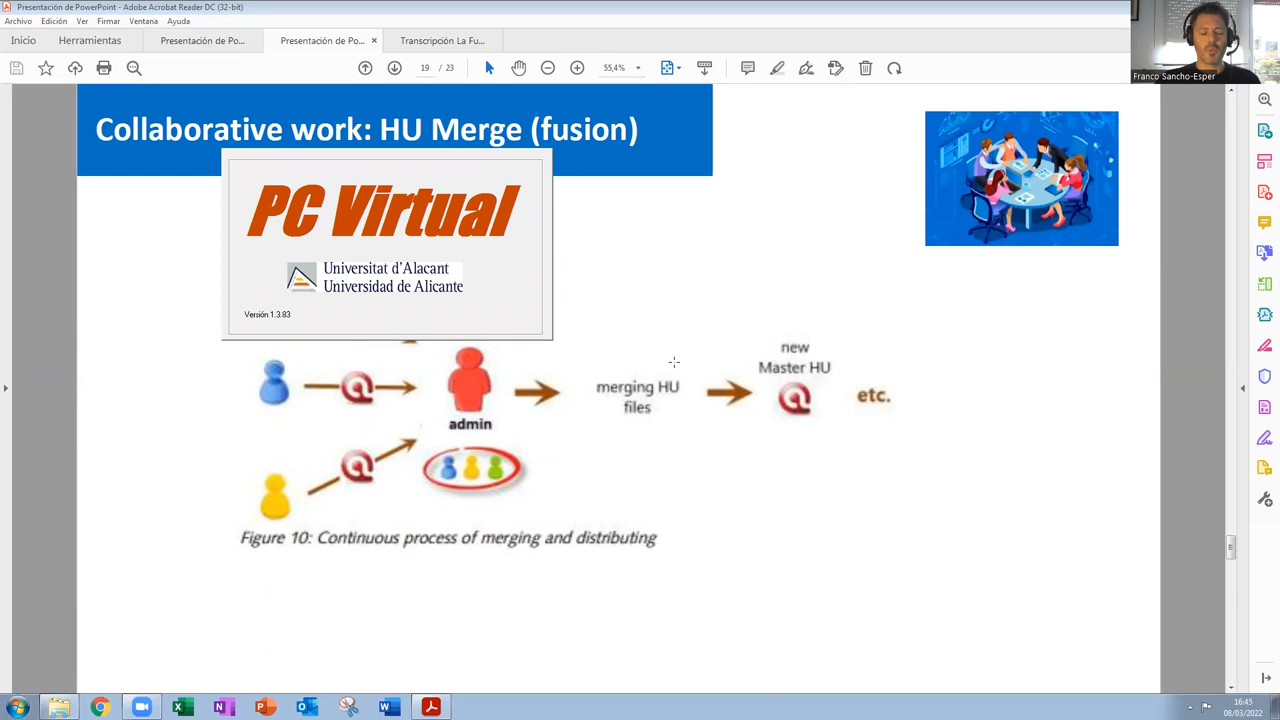 Presentación de PowerPoint - Adobe Acrobat Reader DC (32-bit)
Archivo Edición Ver Firmar Ventana Ayuda
Inicio Herramientas Presentación de Po... Presentación de Po... × Transcripción La Fu...
19 / 23 55,4%
Franco Sancho-Esper
Collaborative work: HU Merge (fusion)
PC Virtual
Universitat d'Alacant
Universidad de Alicante
Versión 1.3.83
new
Master HU
merging HU
files
etc.
admin
Figure 10: Continuous process of merging and distributing
16:45
08/03/2022